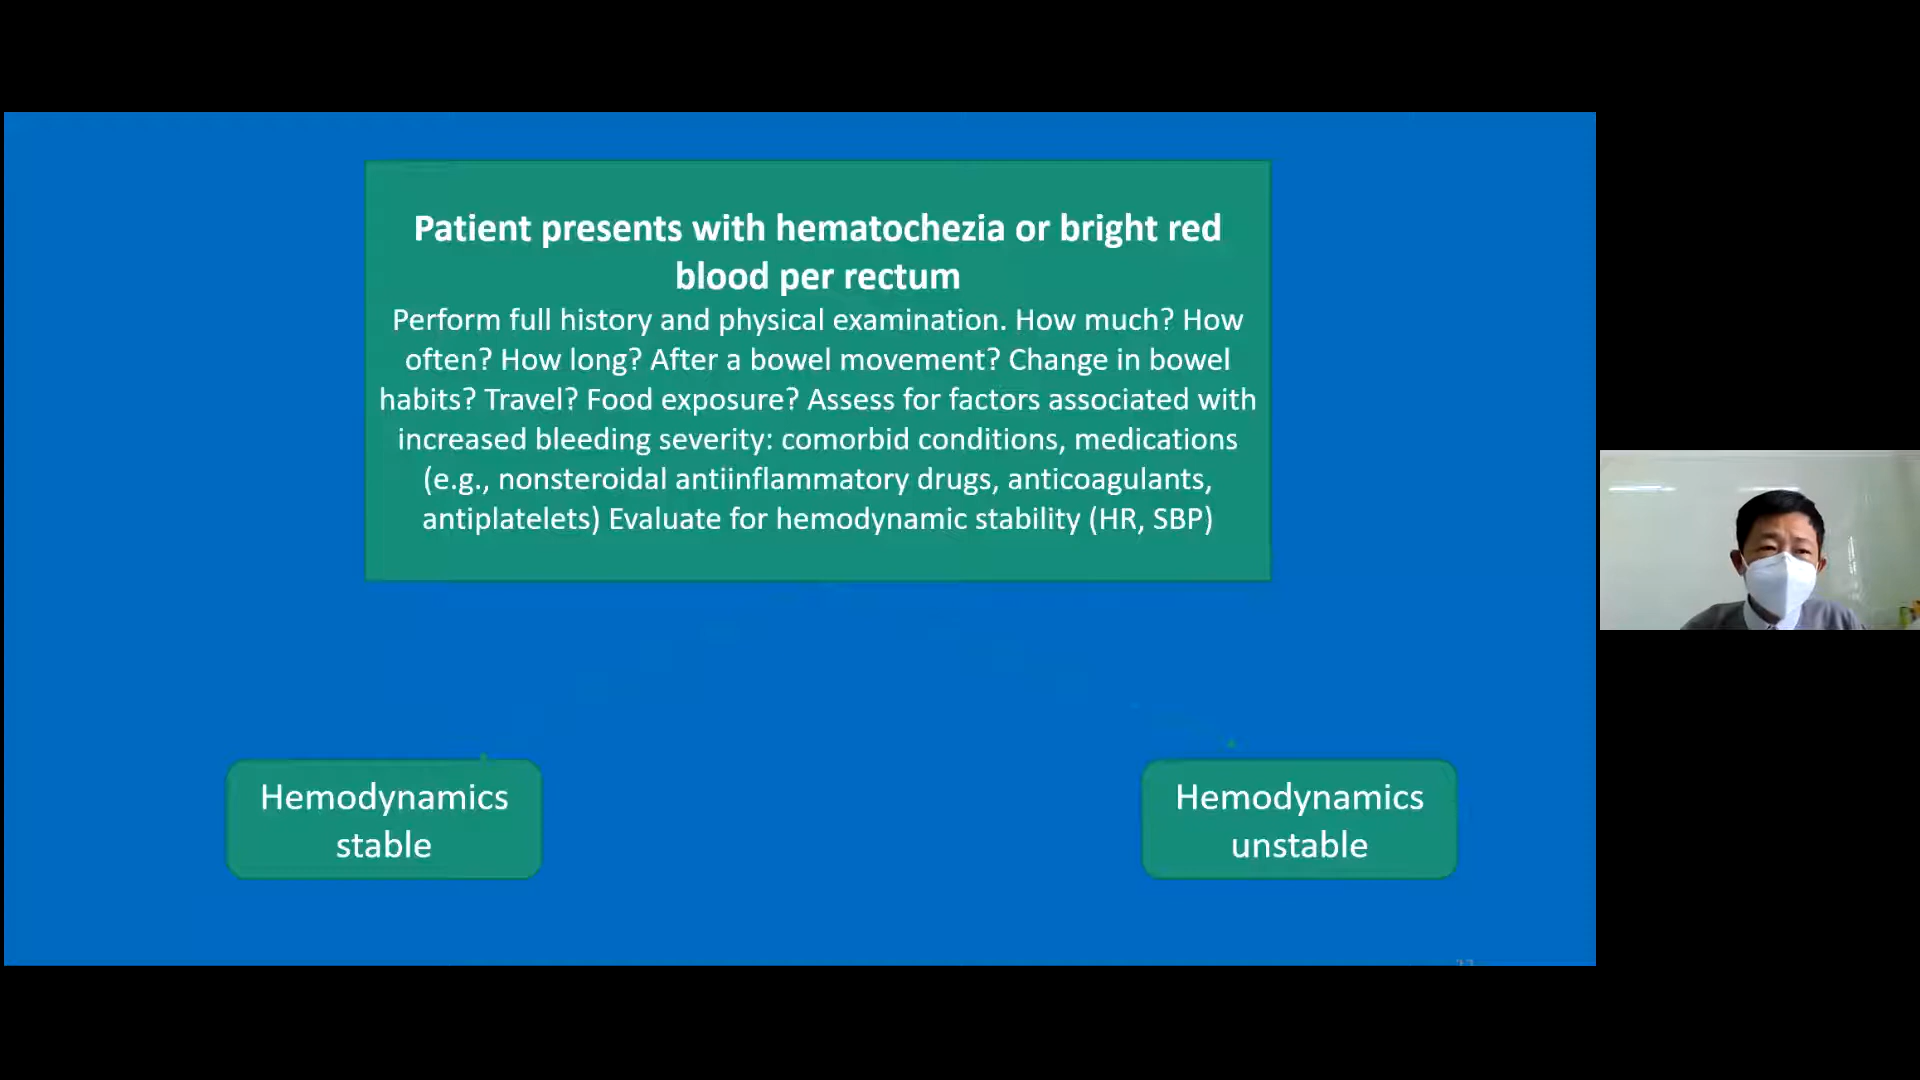 Patient presents with hematochezia or bright red
blood per rectum
Perform full history and physical examination. How much? How
often? How long? After a bowel movement? Change in bowel
habits? Travel? Food exposure? Assess for factors associated with
increased bleeding severity: comorbid conditions, medications
(e.g., nonsteroidal antiinflammatory drugs, anticoagulants,
antiplatelets) Evaluate for hemodynamic stability (HR, SBP)
Hemodynamics
stable
Hemodynamics
unstable